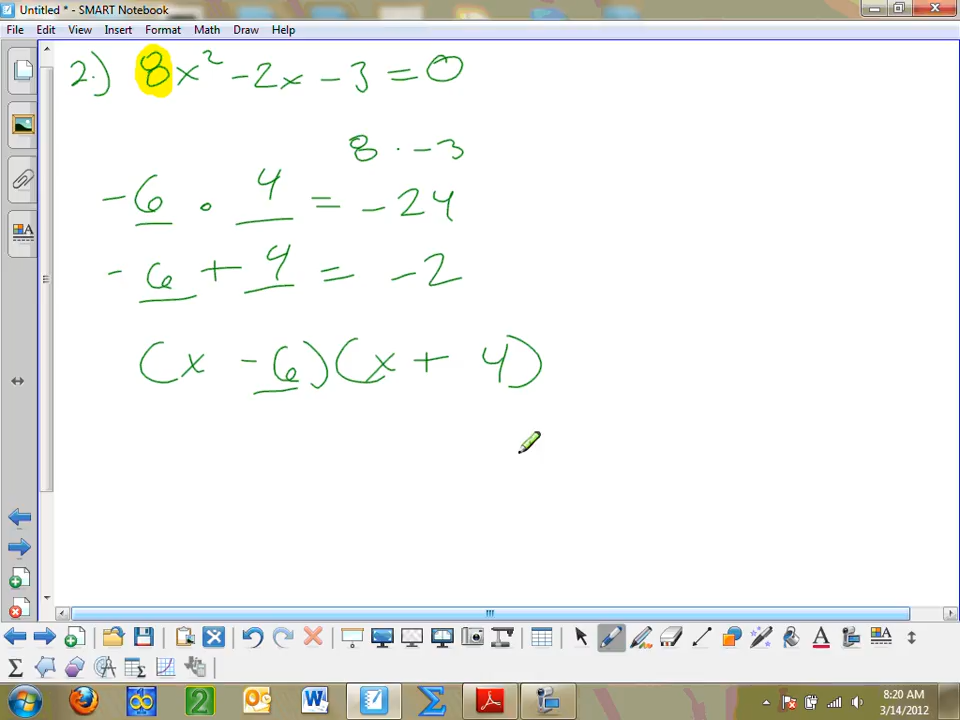 Untitled * - SMART Notebook
File Edit View Insert Format Math Draw Help
2.) 8x² - 2x - 3 = 0
8 · -3
-6 · 4 = -24
-6 + 4 = -2
(x - 6)(x + 4)
8:20 AM
3/14/2012